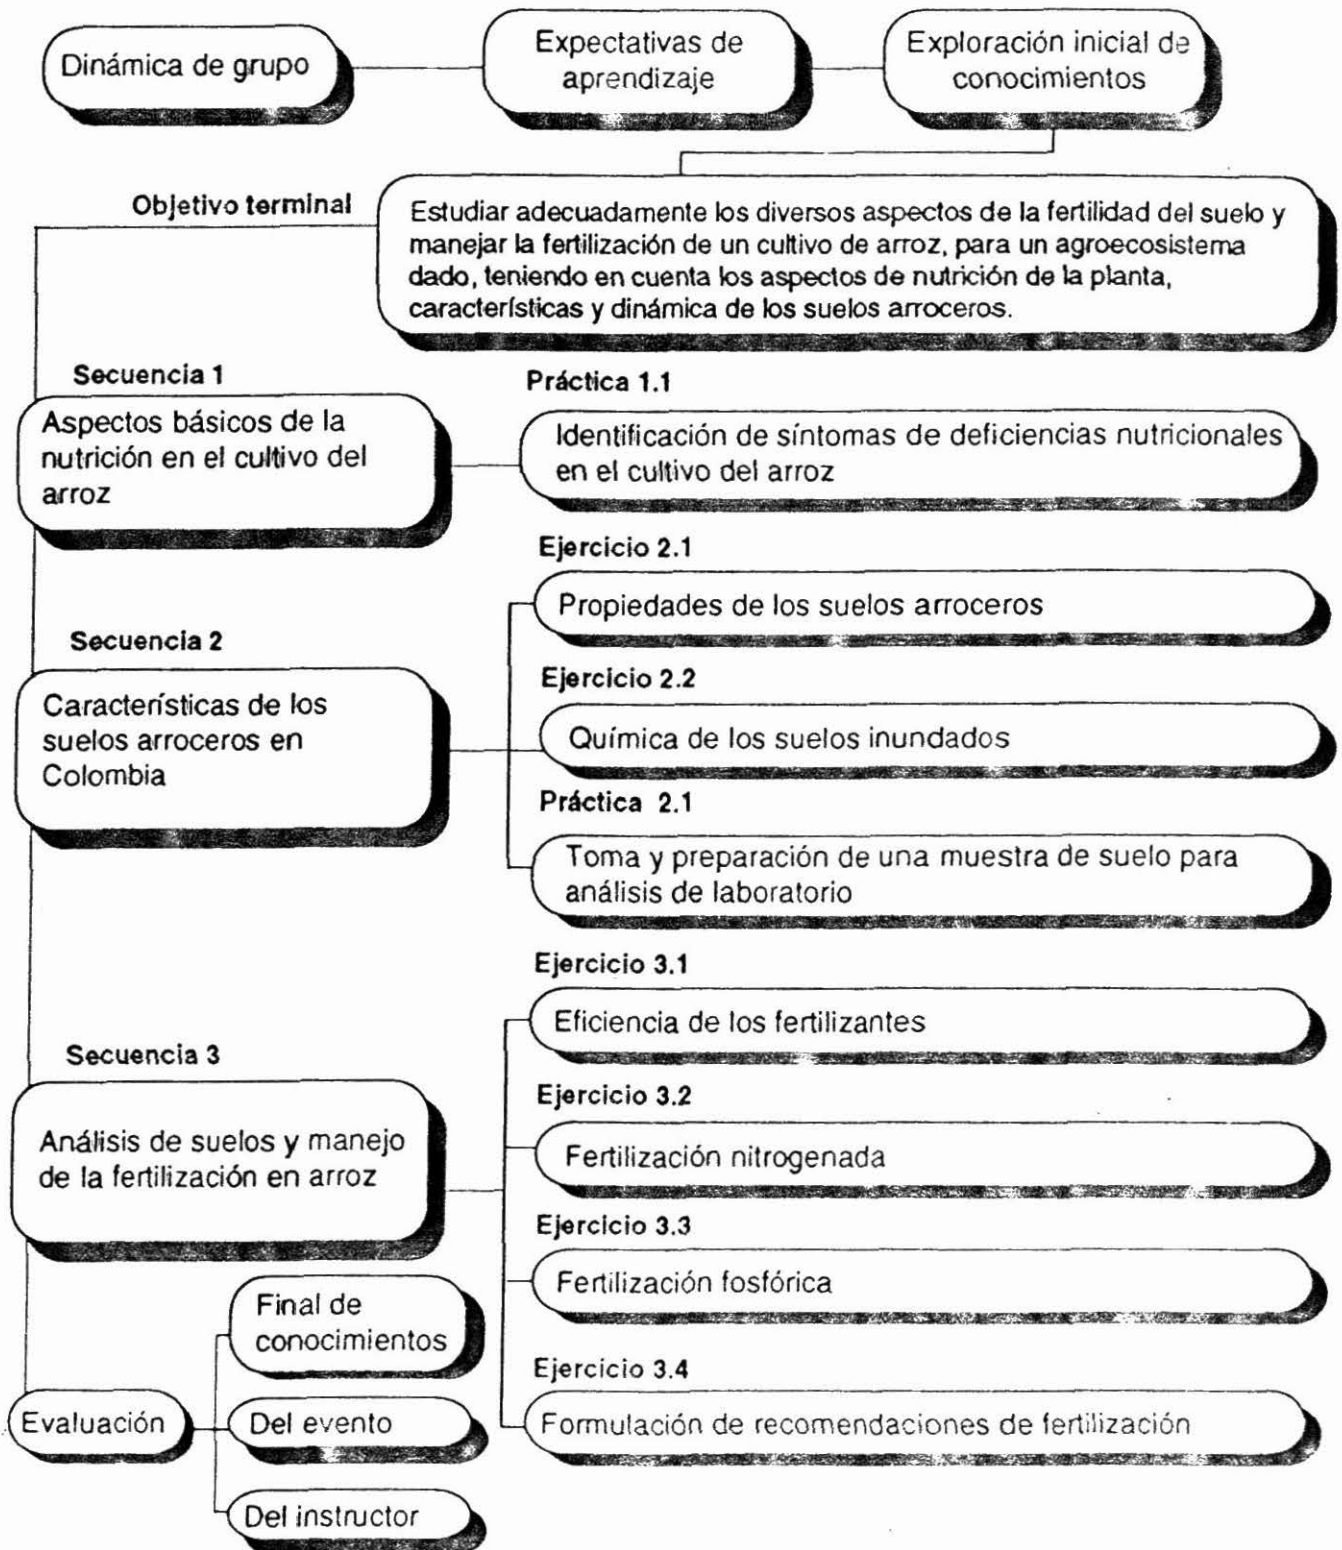 Dinámica de grupo
Expectativas de
aprendizaje
Exploración inicial de
conocimientos
Objetivo terminal
Estudiar adecuadamente los diversos aspectos de la fertilidad del suelo y
manejar la fertilización de un cultivo de arroz, para un agroecosistema
dado, teniendo en cuenta los aspectos de nutrición de la planta,
características y dinámica de los suelos arroceros.
Secuencia 1
Aspectos básicos de la
nutrición en el cultivo del
arroz
Práctica 1.1
Identificación de síntomas de deficiencias nutricionales
en el cultivo del arroz
Secuencia 2
Características de los
suelos arroceros en
Colombia
Ejercicio 2.1
Propiedades de los suelos arroceros
Ejercicio 2.2
Química de los suelos inundados
Práctica 2.1
Toma y preparación de una muestra de suelo para
análisis de laboratorio
Secuencia 3
Análisis de suelos y manejo
de la fertilización en arroz
Ejercicio 3.1
Eficiencia de los fertilizantes
Ejercicio 3.2
Fertilización nitrogenada
Ejercicio 3.3
Fertilización fosfórica
Ejercicio 3.4
Formulación de recomendaciones de fertilización
Evaluación
Final de
conocimientos
Del evento
Del instructor